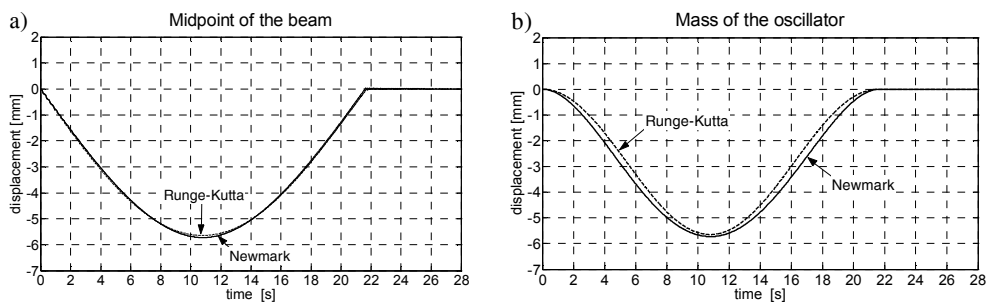 a)
Midpoint of the beam
2
1
0
-1
-2
-3
-4
-5
-6
-7
displacement [mm]
Runge-Kutta
Newmark
0 2 4 6 8 10 12 14 16 18 20 22 24 26 28
time [s]
b)
Mass of the oscillator
2
1
0
-1
-2
-3
-4
-5
-6
-7
displacement [mm]
Runge-Kutta
Newmark
0 2 4 6 8 10 12 14 16 18 20 22 24 26 28
time [s]